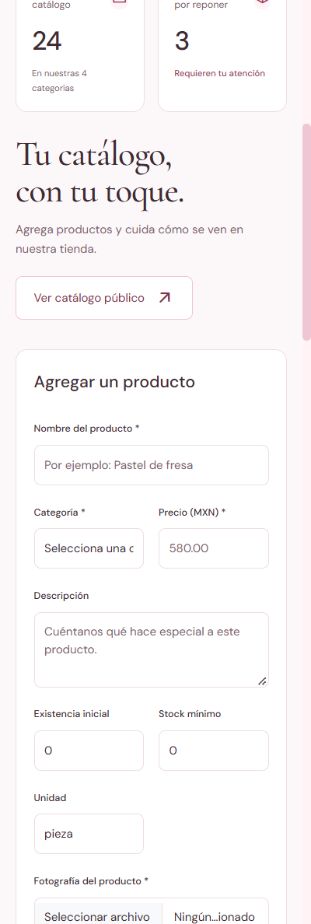 catálogo
por reponer
24
3
En nuestras 4
categorías
Requieren tu atención
Tu catálogo,
con tu toque.
Agrega productos y cuida cómo se ven en
nuestra tienda.
Ver catálogo público
Agregar un producto
Nombre del producto *
Por ejemplo: Pastel de fresa
Categoría *
Precio (MXN) *
Selecciona una c
580.00
Descripción
Cuéntanos qué hace especial a este
producto.
Existencia inicial
Stock mínimo
0
0
Unidad
pieza
Fotografía del producto *
Seleccionar archivo
Ningún...ionado